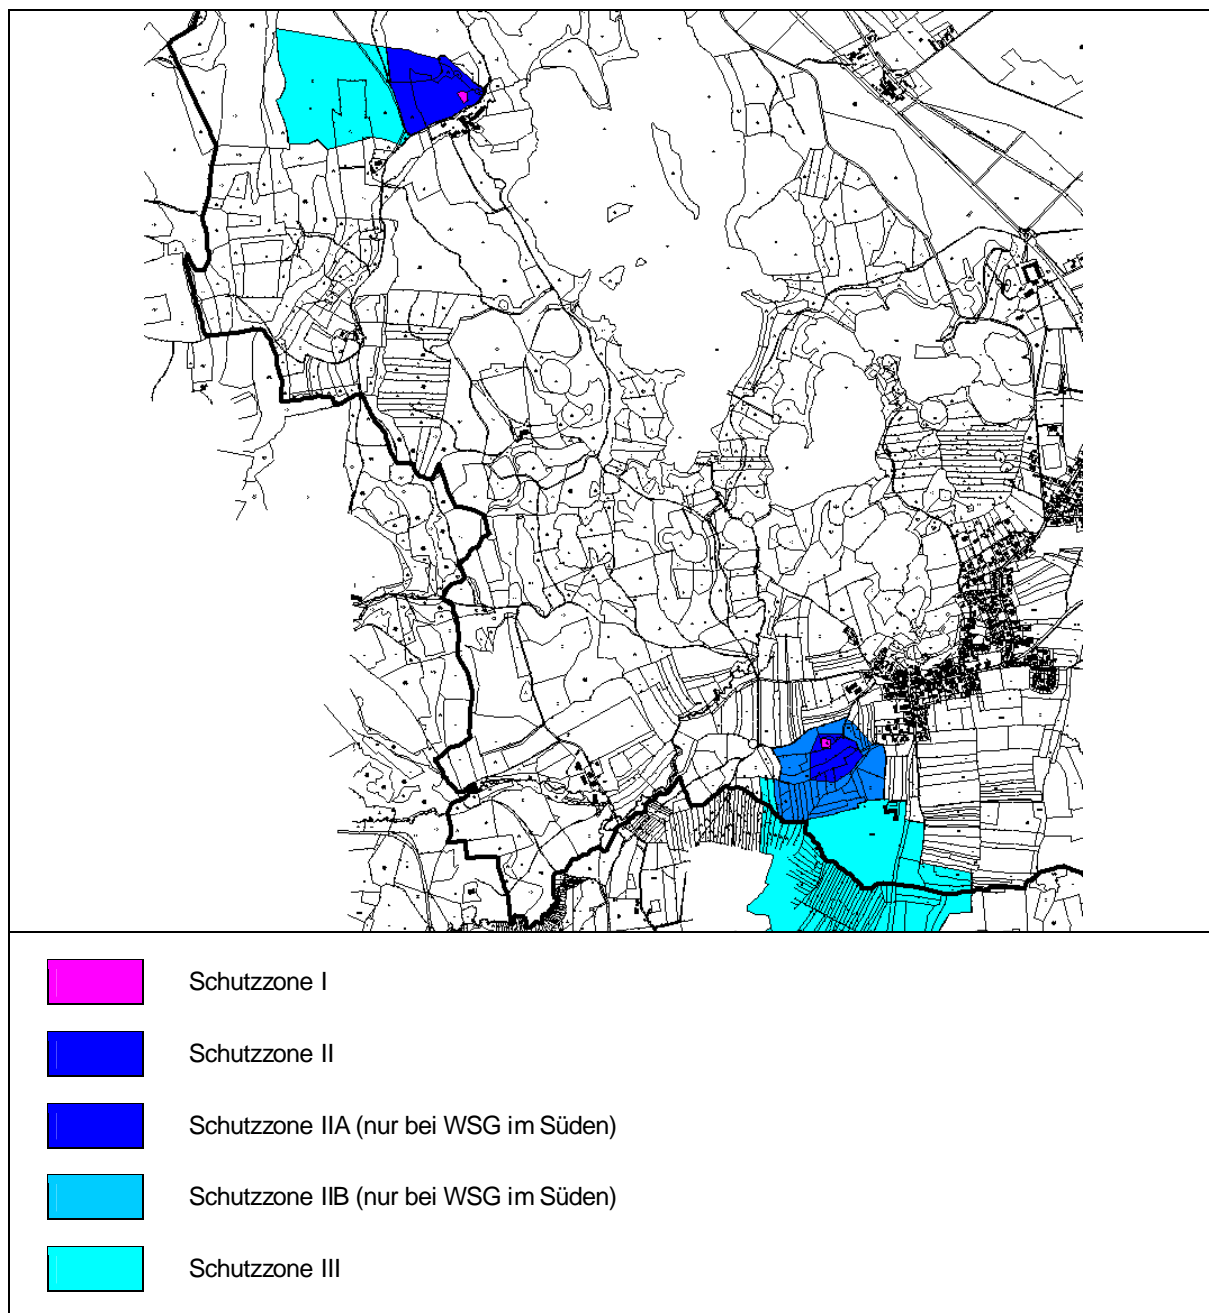 Schutzzone I
Schutzzone II
Schutzzone IIA (nur bei WSG im Süden)
Schutzzone IIB (nur bei WSG im Süden)
Schutzzone III